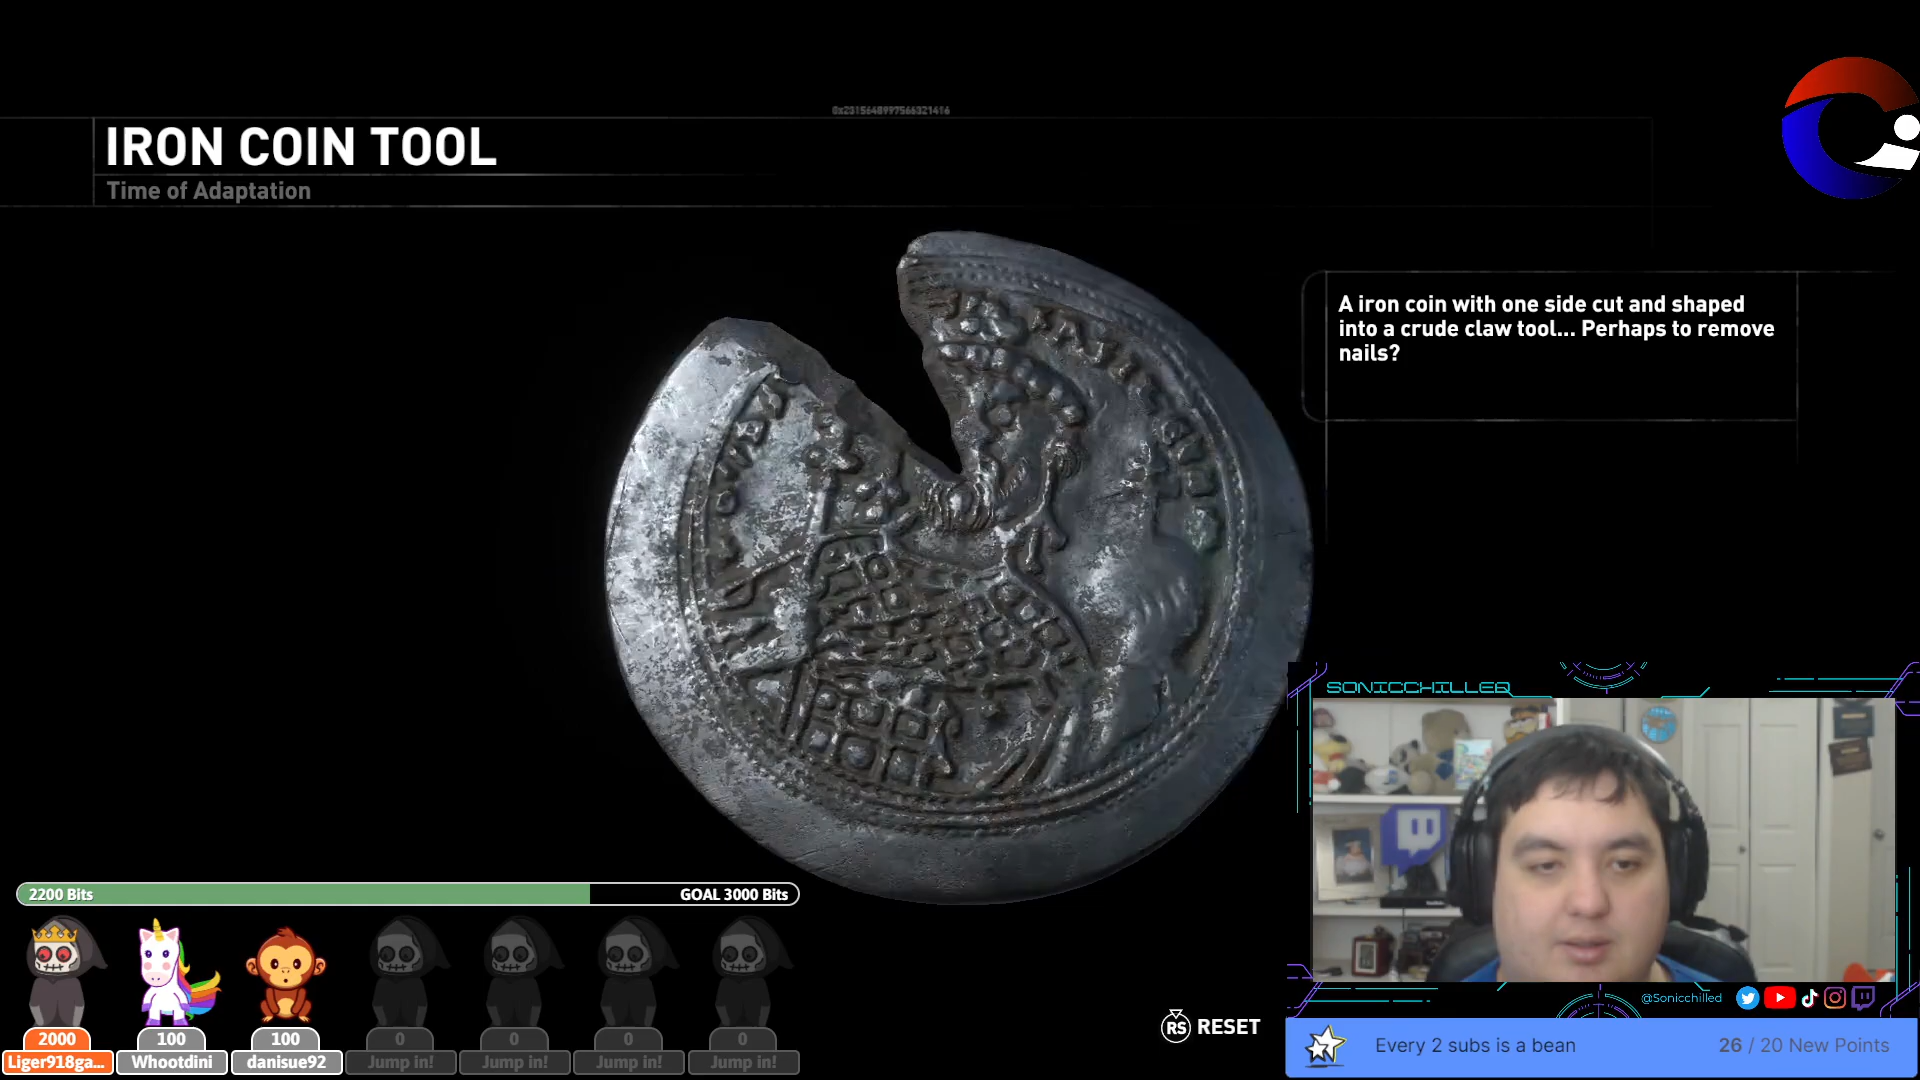 0x2315648997566321416
IRON COIN TOOL
Time of Adaptation
A iron coin with one side cut and shaped
into a crude claw tool... Perhaps to remove
nails?
SONICCHILLED
2200 Bits
GOAL 3000 Bits
2000
100
100
0
0
0
0
Liger918ga...
Whootdini
danisue92
Jump in!
Jump in!
Jump in!
Jump in!
RS RESET
@Sonicchilled
Every 2 subs is a bean
26 / 20 New Points